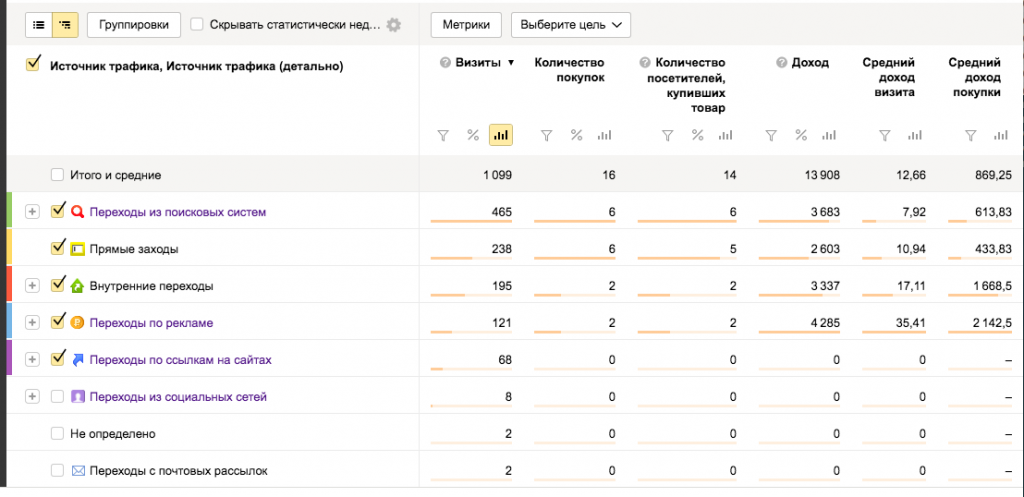 Группировки
Скрывать статистически нед...
Метрики
Выберите цель
Источник трафика, Источник трафика (детально)
Визиты ▼
Количество покупок
Количество посетителей, купивших товар
Доход
Средний доход визита
Средний доход покупки
Итого и средние 1 099 16 14 13 908 12,66 869,25
Переходы из поисковых систем 465 6 6 3 683 7,92 613,83
Прямые заходы 238 6 5 2 603 10,94 433,83
Внутренние переходы 195 2 2 3 337 17,11 1 668,5
Переходы по рекламе 121 2 2 4 285 35,41 2 142,5
Переходы по ссылкам на сайтах 68 0 0 0 0 –
Переходы из социальных сетей 8 0 0 0 0 –
Не определено 2 0 0 0 0 –
Переходы с почтовых рассылок 2 0 0 0 0 –